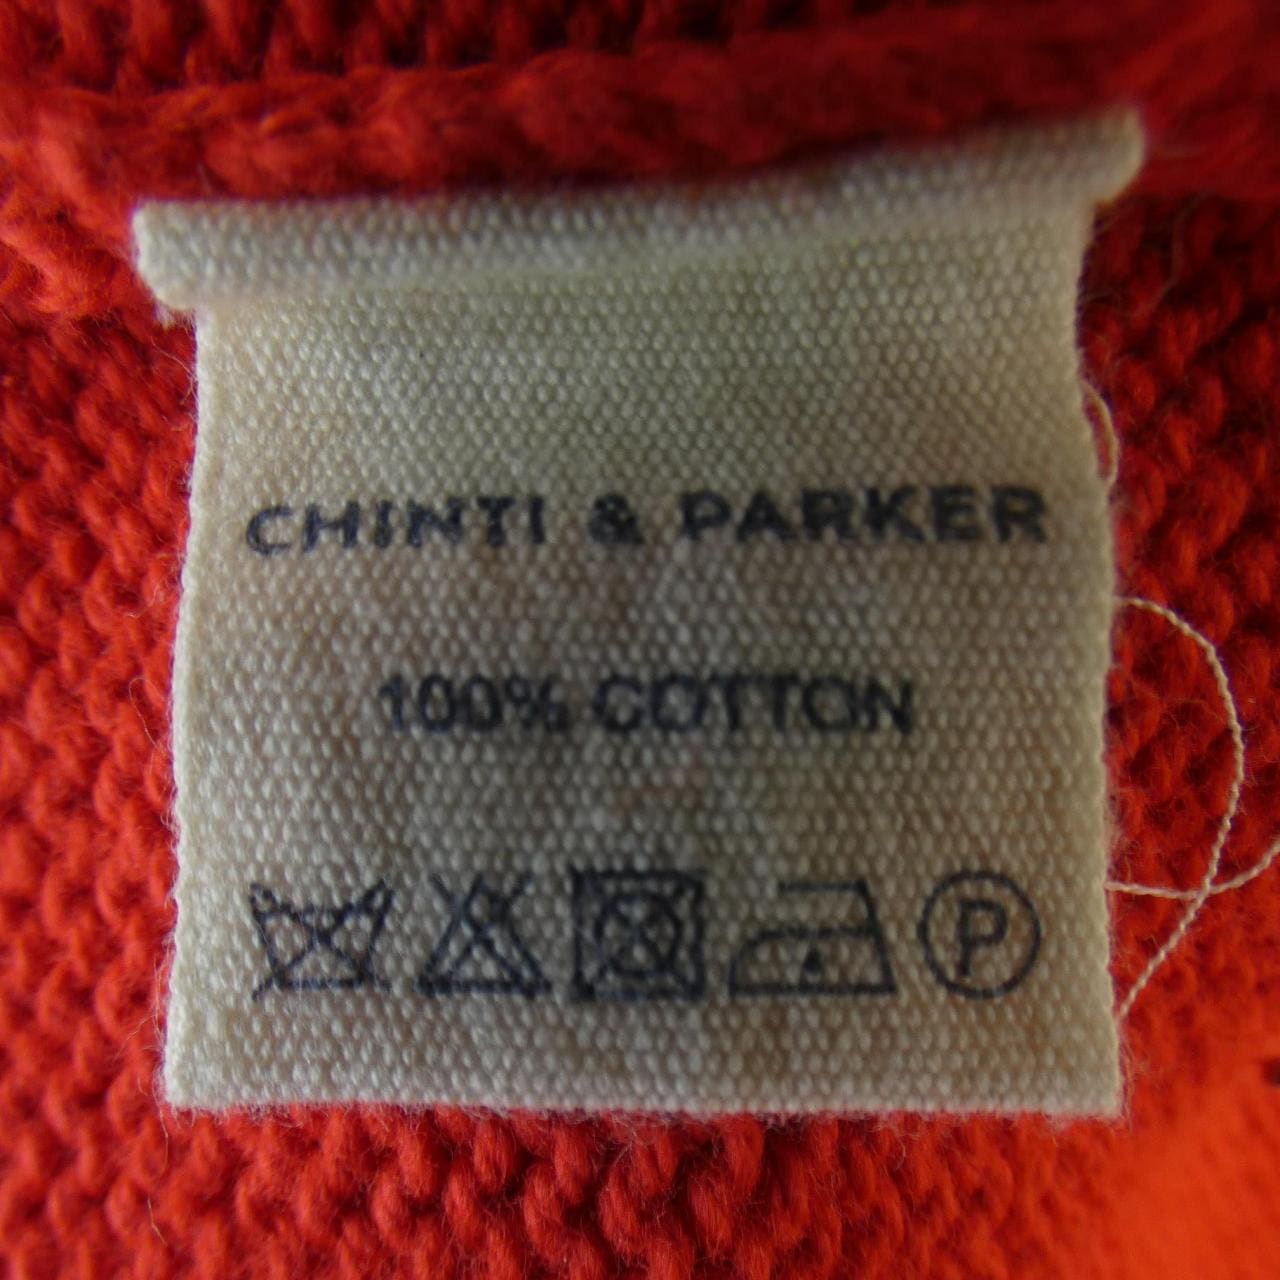 CHINTI & PARKER
100% COTTON
P